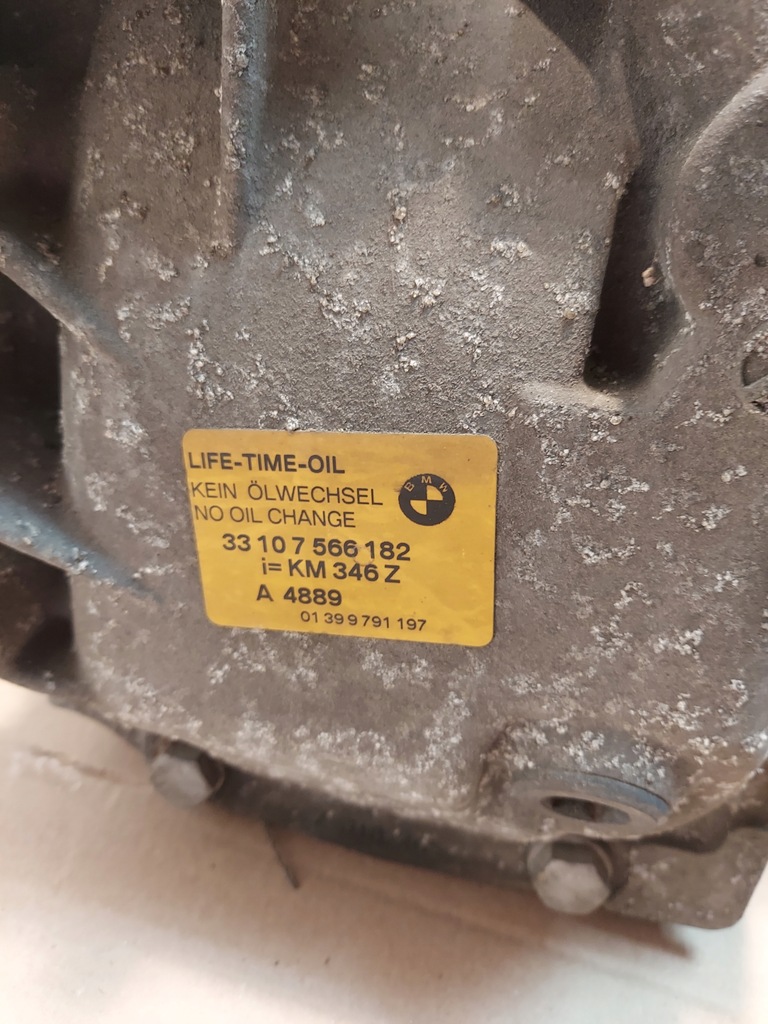 LIFE-TIME-OIL
KEIN ÖLWECHSEL
NO OIL CHANGE
BMW
33 10 7 566 182
i= KM 346 Z
A 4889
01 39 9 791 197